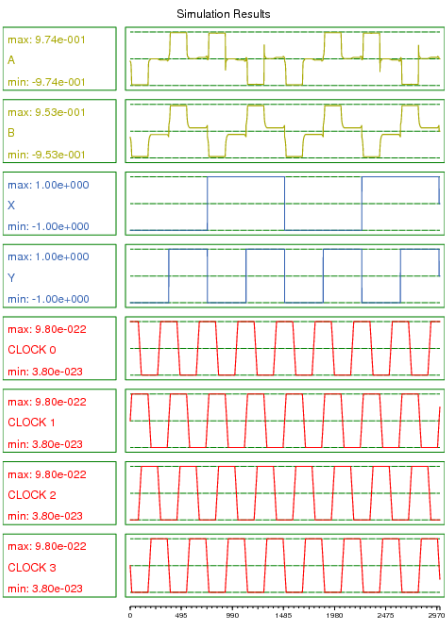 Simulation Results
max: 9.74e-001
A
min: -9.74e-001
max: 9.53e-001
B
min: -9.53e-001
max: 1.00e+000
X
min: -1.00e+000
max: 1.00e+000
Y
min: -1.00e+000
max: 9.80e-022
CLOCK 0
min: 3.80e-023
max: 9.80e-022
CLOCK 1
min: 3.80e-023
max: 9.80e-022
CLOCK 2
min: 3.80e-023
max: 9.80e-022
CLOCK 3
min: 3.80e-023
0 495 990 1485 1980 2475 2970